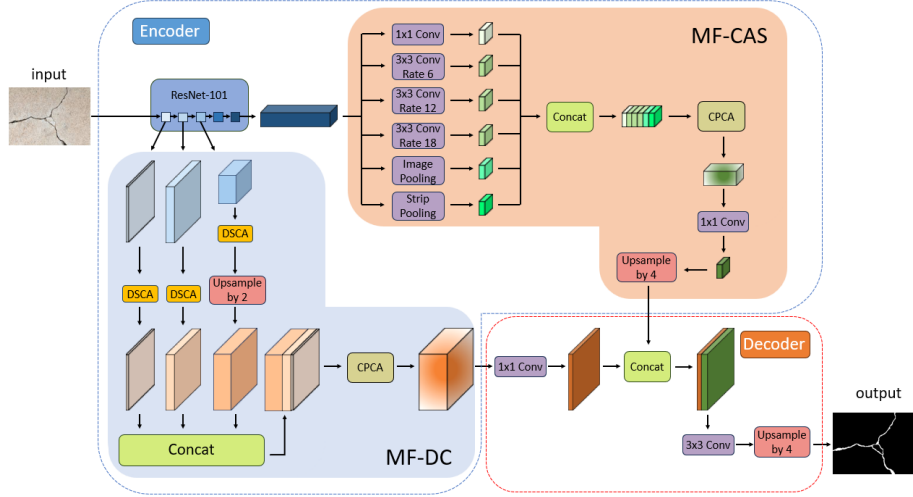 Encoder
MF-CAS
input
ResNet-101
1x1 Conv
3x3 Conv
Rate 6
3x3 Conv
Rate 12
3x3 Conv
Rate 18
Image
Pooling
Strip
Pooling
Concat
CPCA
1x1 Conv
Upsample
by 4
DSCA
DSCA
DSCA
Upsample
by 2
CPCA
Concat
MF-DC
1x1 Conv
Concat
Decoder
3x3 Conv
Upsample
by 4
output